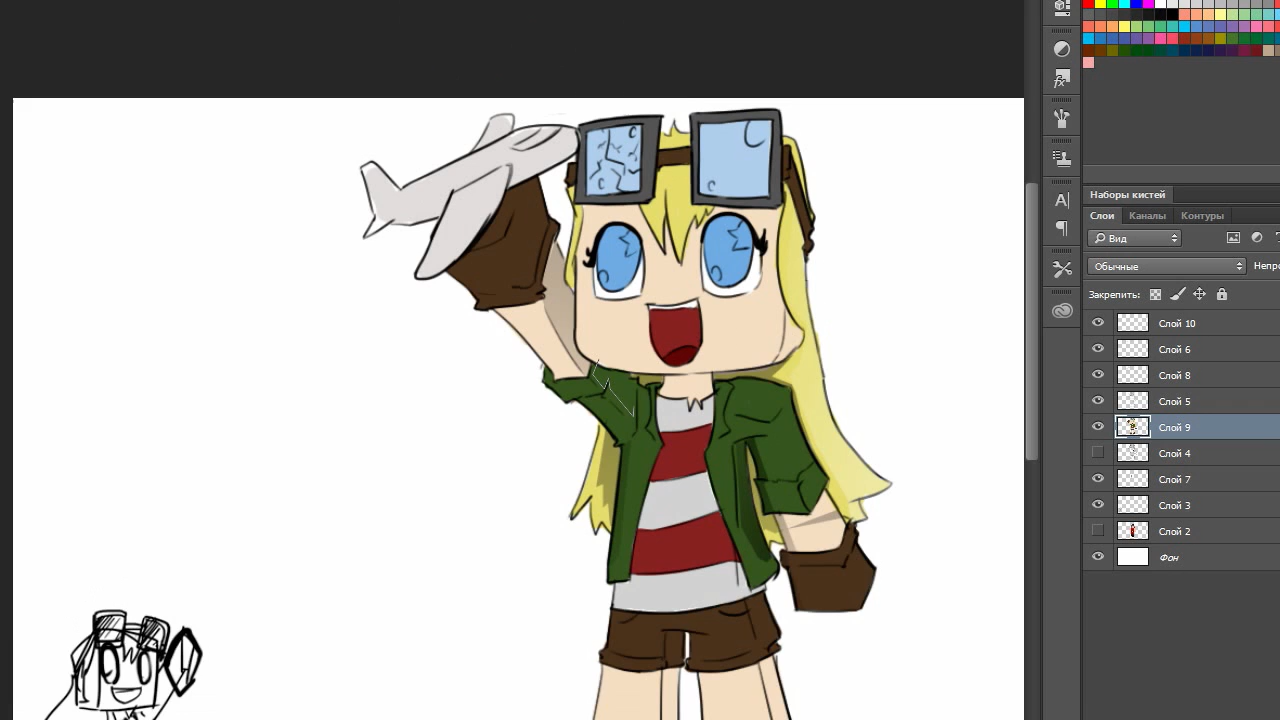 fx
A
¶
Наборы кистей
Слои Каналы Контуры
Вид
Обычные
Закрепить:
Слой 10
Слой 6
Слой 8
Слой 5
Слой 9
Слой 4
Слой 7
Слой 3
Слой 2
Фон